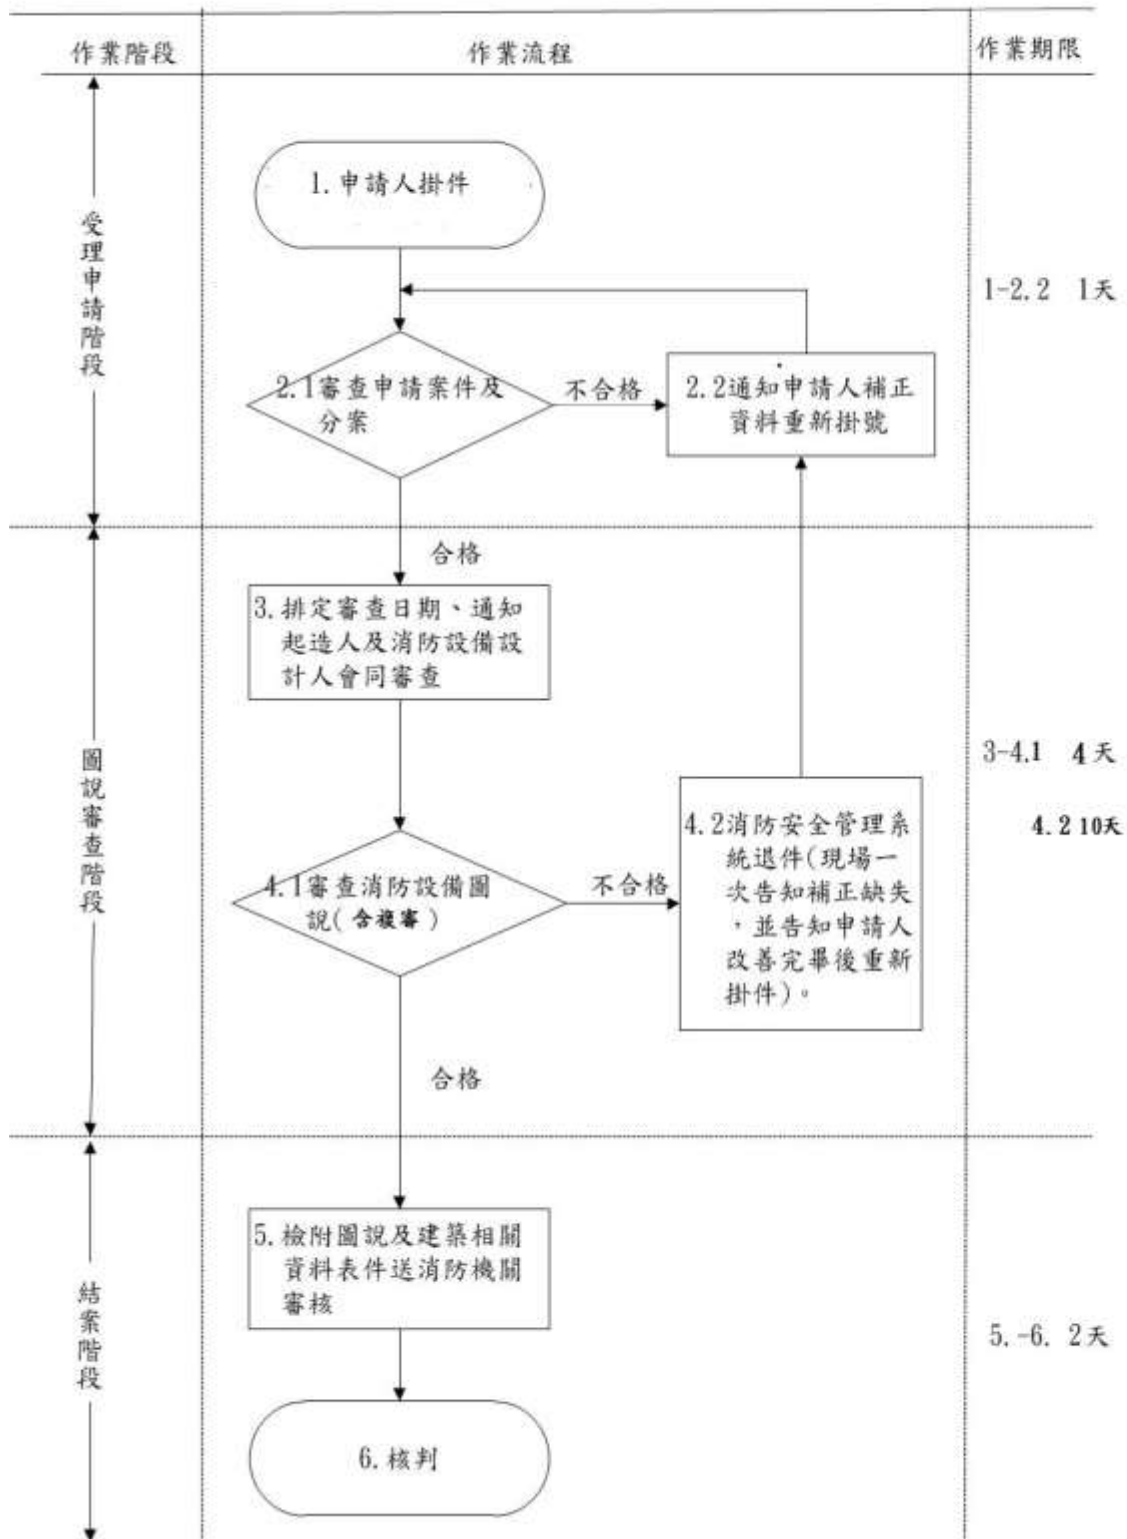 作業階段
作業流程
作業期限
受理申請階段
1.申請人掛件
1-2.2 1天
2.1審查申請案件及
分案
不合格
2.2通知申請人補正
資料重新掛號
合格
圖說審查階段
3.排定審查日期、通知
起造人及消防設備設
計人會同審查
3-4.1 4天
4.2 10天
4.1審查消防設備圖
說(含複審)
不合格
4.2消防安全管理系
統退件(現場一
次告知補正缺失
，並告知申請人
改善完畢後重新
掛件)。
合格
結案階段
5.檢附圖說及建築相關
資料表件送消防機關
審核
5.-6. 2天
6.核判